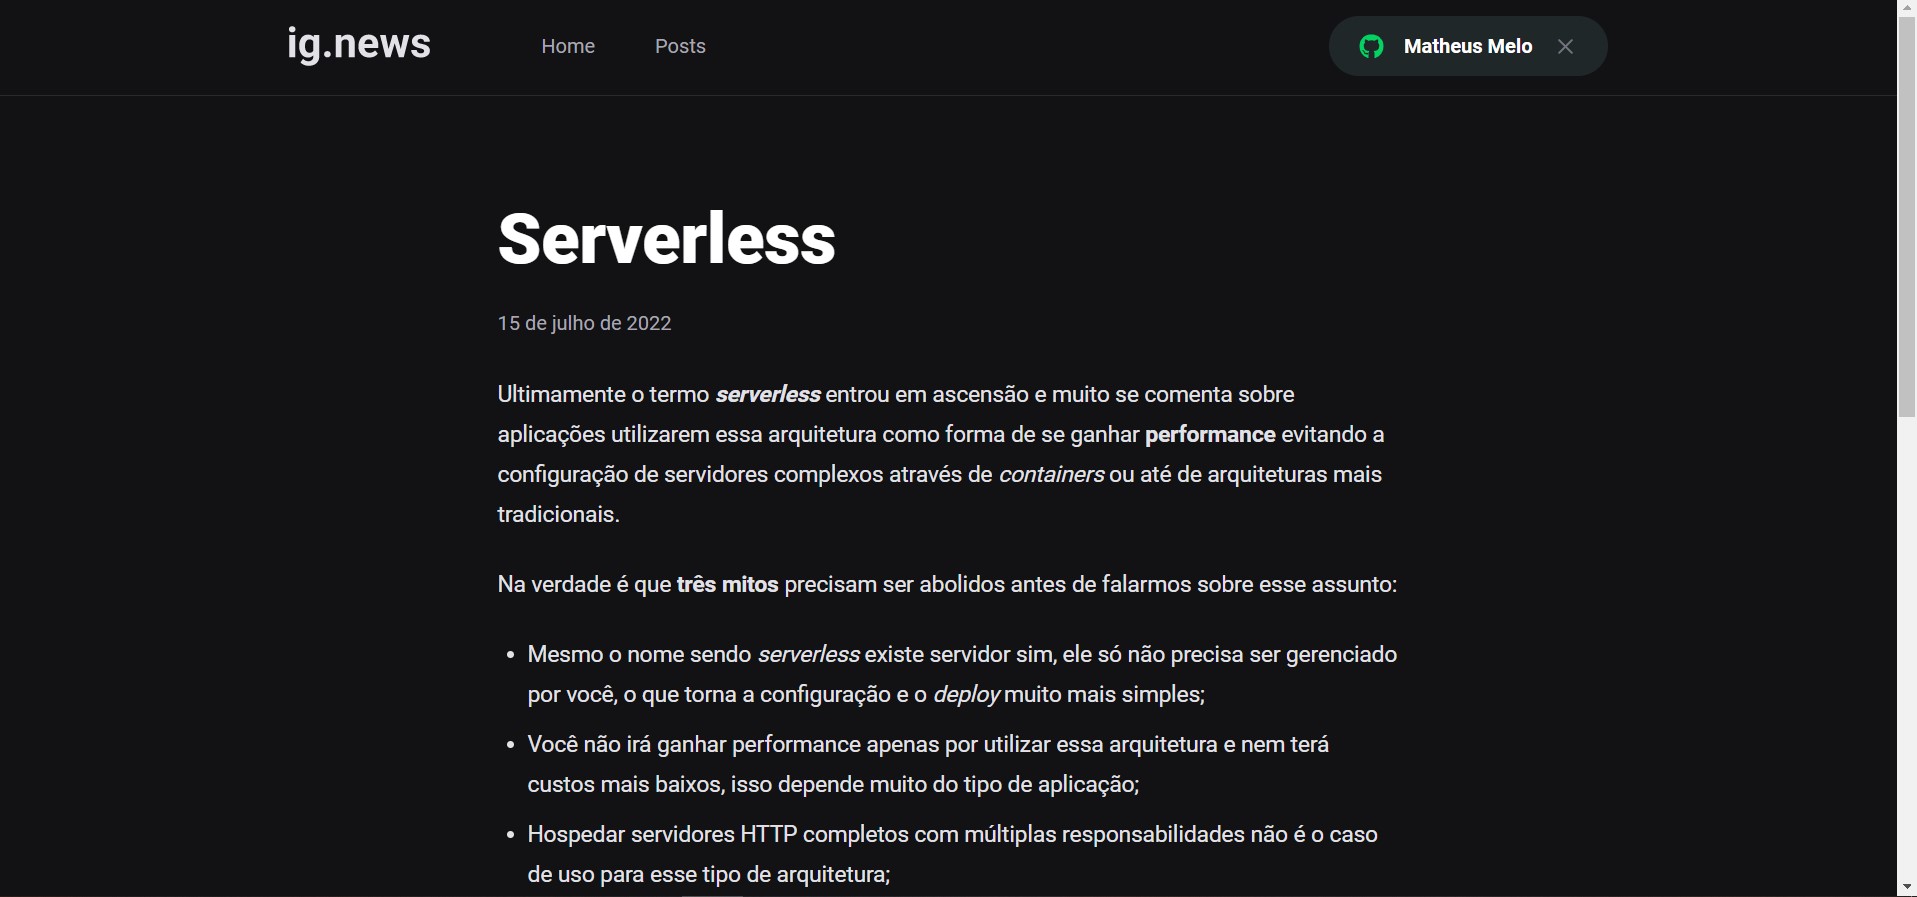 ig.news
Home
Posts
Matheus Melo
Serverless
15 de julho de 2022
Ultimamente o termo serverless entrou em ascensão e muito se comenta sobre
aplicações utilizarem essa arquitetura como forma de se ganhar performance evitando a
configuração de servidores complexos através de containers ou até de arquiteturas mais
tradicionais.
Na verdade é que três mitos precisam ser abolidos antes de falarmos sobre esse assunto:
• Mesmo o nome sendo serverless existe servidor sim, ele só não precisa ser gerenciado
por você, o que torna a configuração e o deploy muito mais simples;
• Você não irá ganhar performance apenas por utilizar essa arquitetura e nem terá
custos mais baixos, isso depende muito do tipo de aplicação;
• Hospedar servidores HTTP completos com múltiplas responsabilidades não é o caso
de uso para esse tipo de arquitetura;